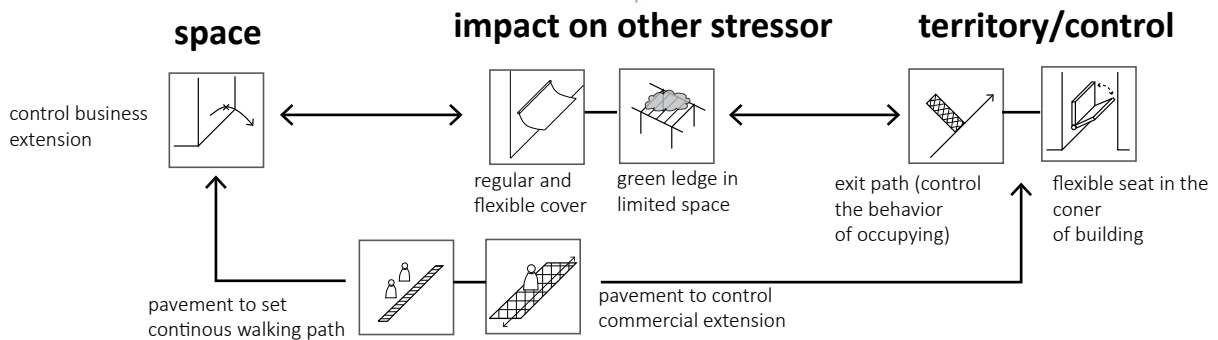 space
impact on other stressor
territory/control
control business
extension
regular and
flexible cover
green ledge in
limited space
exit path (control
the behavior
of occupying)
flexible seat in the
coner
of building
pavement to set
continous walking path
pavement to control
commercial extension